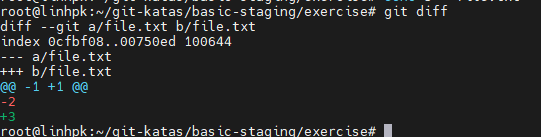 root@linhpk:~/git-katas/basic-staging/exercise# git diff
diff --git a/file.txt b/file.txt
index 0cfbf08..00750ed 100644
--- a/file.txt
+++ b/file.txt
@@ -1 +1 @@
-2
+3
root@linhpk:~/git-katas/basic-staging/exercise#